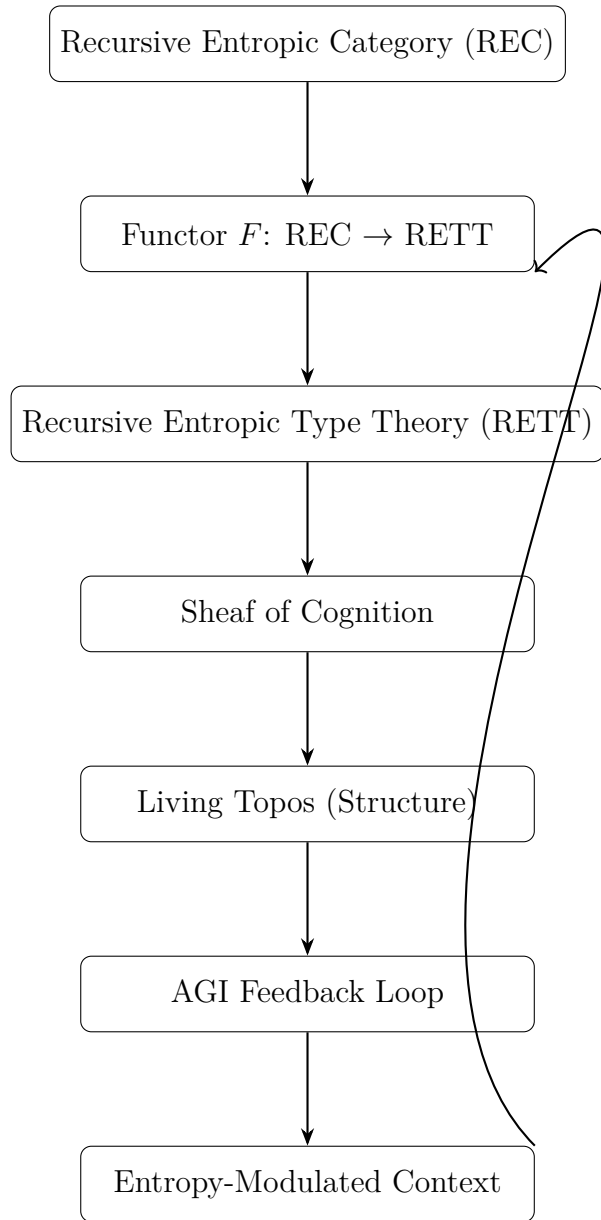 Recursive Entropic Category (REC)
Functor F: REC → RETT
Recursive Entropic Type Theory (RETT)
Sheaf of Cognition
Living Topos (Structure)
AGI Feedback Loop
Entropy-Modulated Context